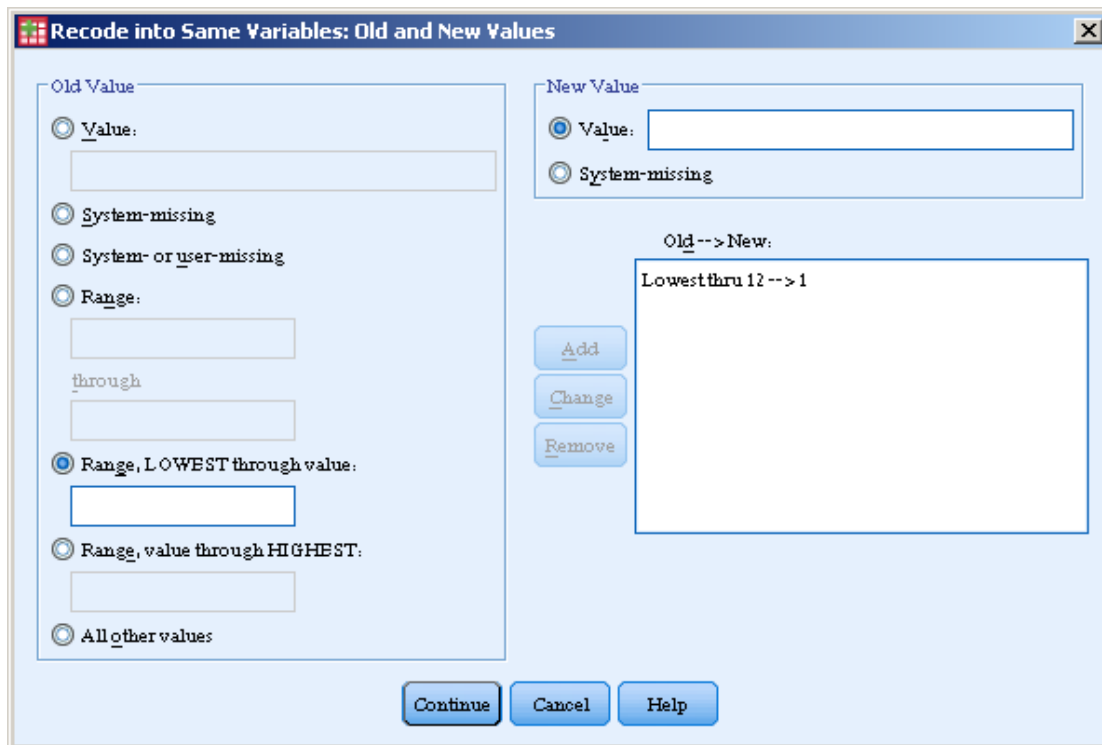 Recode into Same Variables: Old and New Values
Old Value
Value:
System-missing
System- or user-missing
Range:
through
Range, LOWEST through value:
Range, value through HIGHEST:
All other values
New Value
Value:
System-missing
Old --> New:
Lowest thru 12 --> 1
Add
Change
Remove
Continue
Cancel
Help